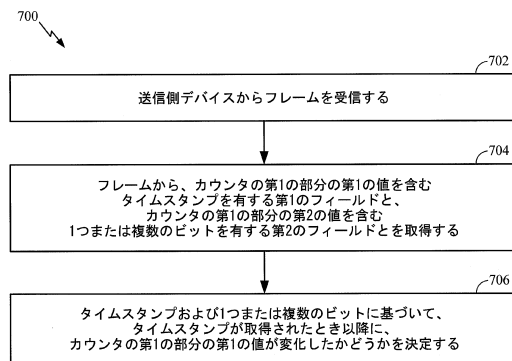 700
702
送信側デバイスからフレームを受信する
704
フレームから、カウンタの第1の部分の第1の値を含む
タイムスタンプを有する第1のフィールドと、
カウンタの第1の部分の第2の値を含む
1つまたは複数のビットを有する第2のフィールドとを取得する
706
タイムスタンプおよび1つまたは複数のビットに基づいて、
タイムスタンプが取得されたとき以降に、
カウンタの第1の部分の第1の値が変化したかどうかを決定する